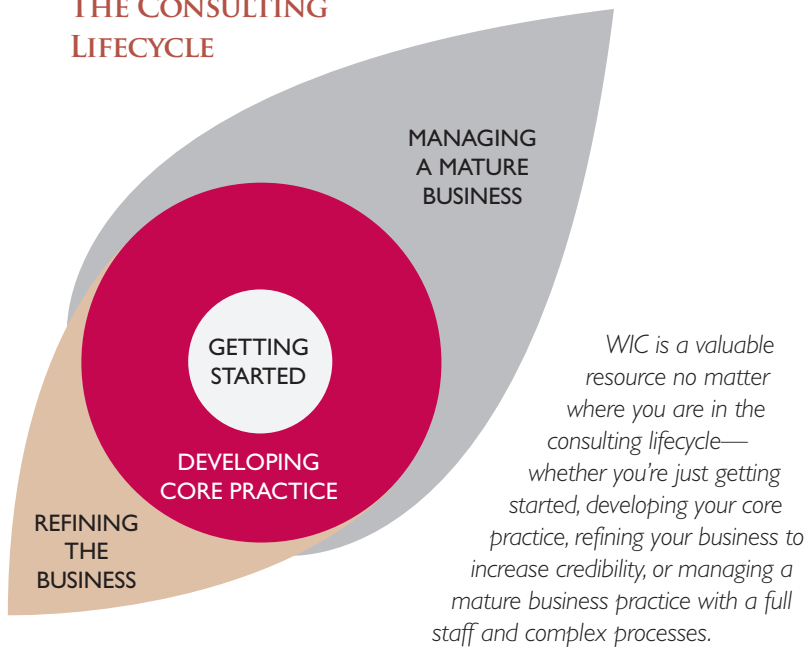 THE CONSULTING
LIFECYCLE
MANAGING
A MATURE
BUSINESS
GETTING
STARTED
DEVELOPING
CORE PRACTICE
REFINING
THE
BUSINESS
WIC is a valuable
resource no matter
where you are in the
consulting lifecycle—
whether you’re just getting
started, developing your core
practice, refining your business to
increase credibility, or managing a
mature business practice with a full
staff and complex processes.